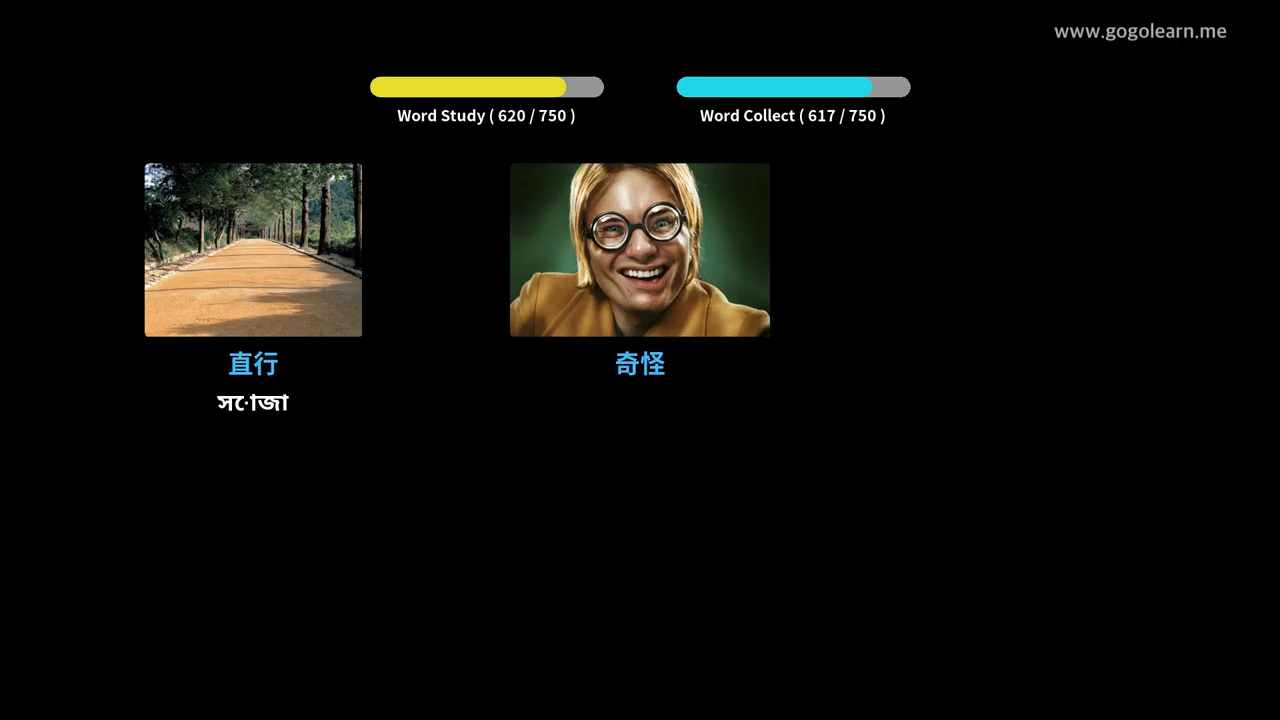 www.gogolearn.me
Word Study ( 620 / 750 )
Word Collect ( 617 / 750 )
直行
奇怪
সোজা